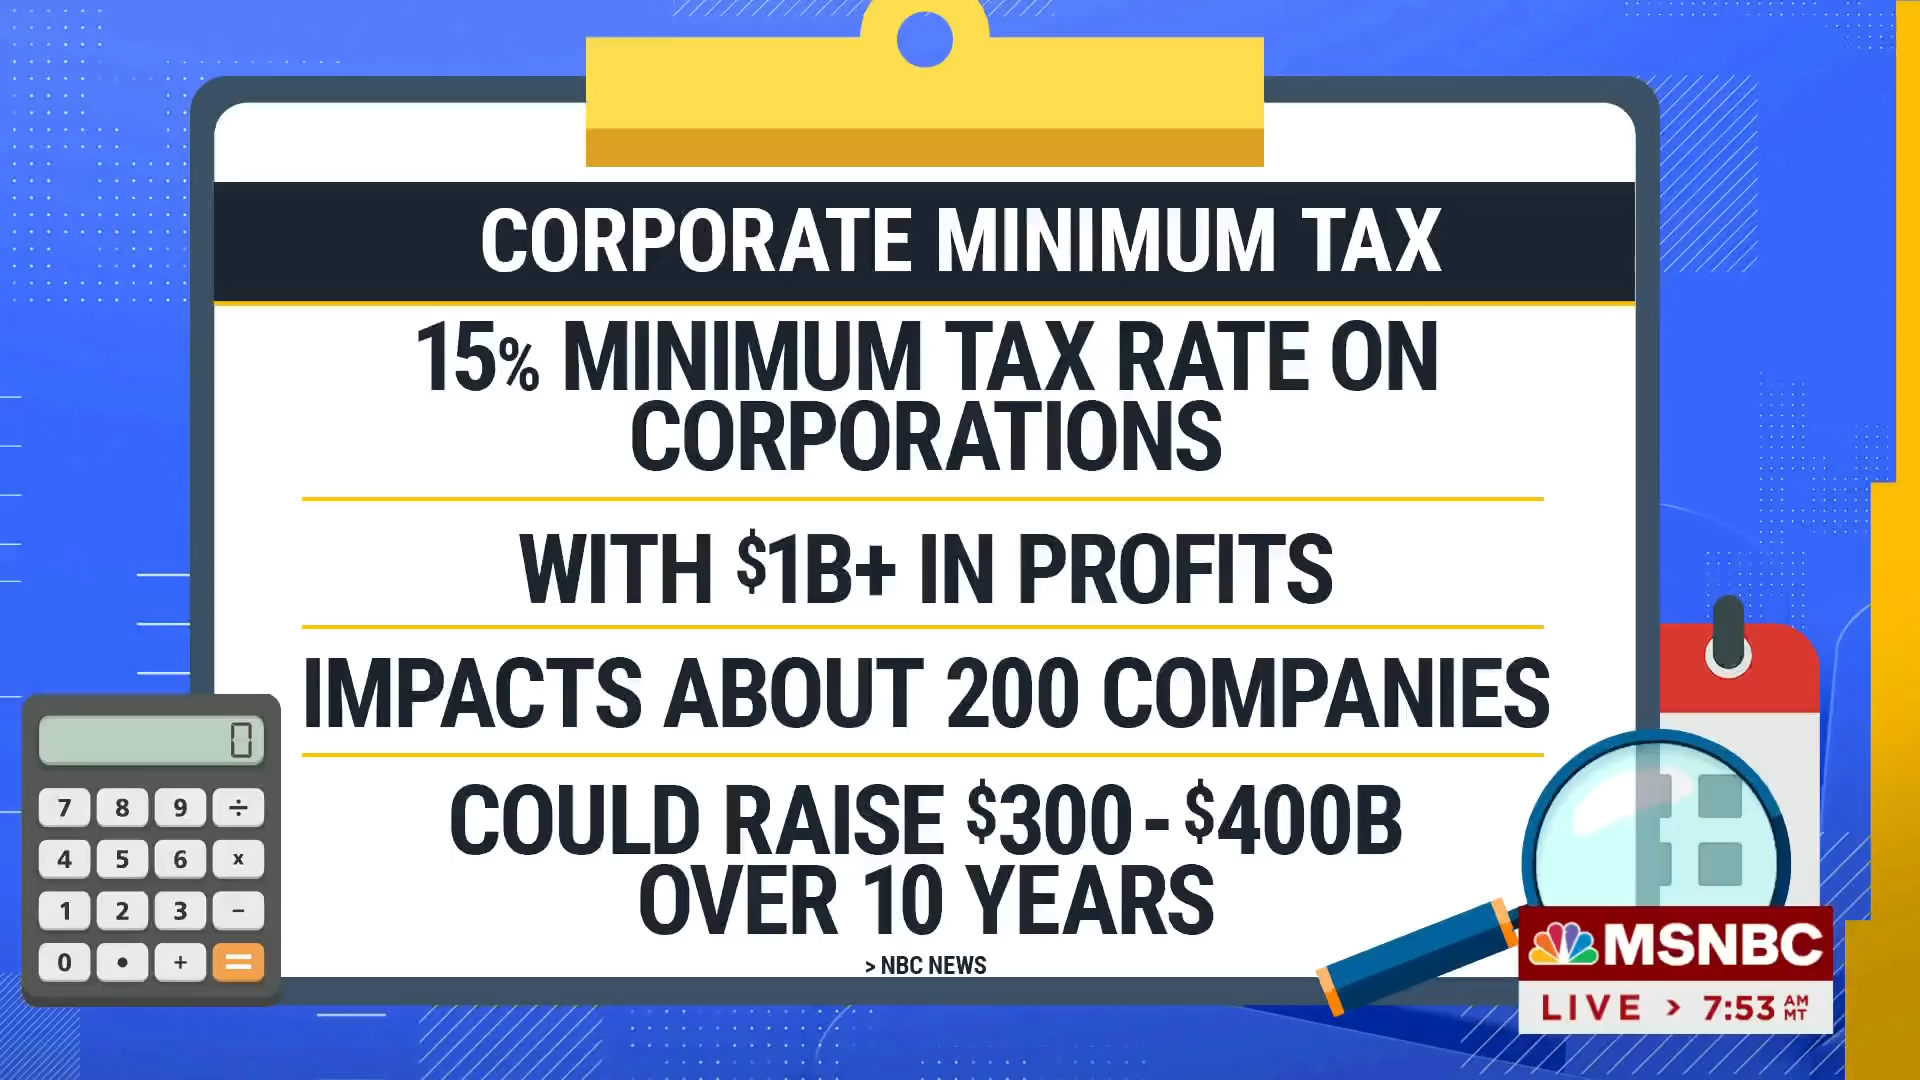 CORPORATE MINIMUM TAX
15% MINIMUM TAX RATE ON
CORPORATIONS
WITH $1B+ IN PROFITS
IMPACTS ABOUT 200 COMPANIES
COULD RAISE $300-$400B
OVER 10 YEARS
> NBC NEWS
0
7 8 9 ÷
4 5 6 x
1 2 3 −
0 • + =
MSNBC
LIVE > 7:53 AM MT